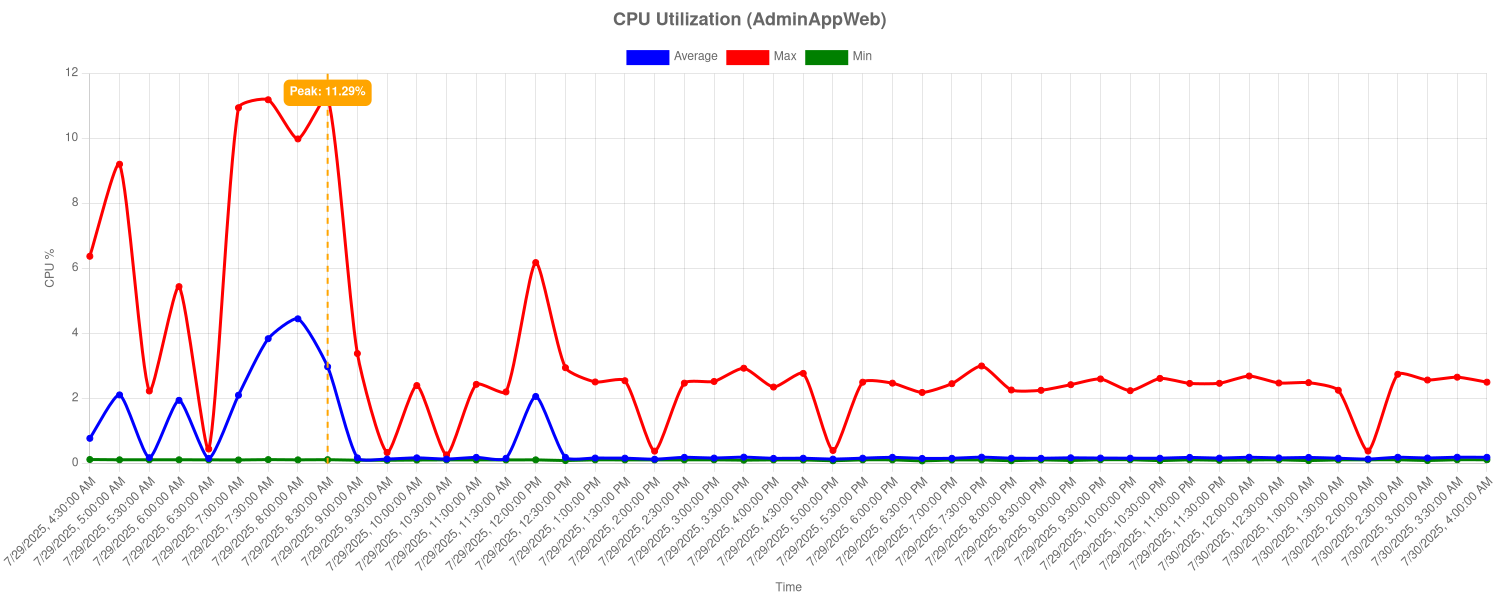 CPU Utilization (AdminAppWeb)
Average Max Min
Peak: 11.29%
12
10
8
6
4
2
0
CPU %
7/29/2025, 4:30:00 AM
7/29/2025, 5:00:00 AM
7/29/2025, 5:30:00 AM
7/29/2025, 6:00:00 AM
7/29/2025, 6:30:00 AM
7/29/2025, 7:00:00 AM
7/29/2025, 7:30:00 AM
7/29/2025, 8:00:00 AM
7/29/2025, 8:30:00 AM
7/29/2025, 9:00:00 AM
7/29/2025, 9:30:00 AM
7/29/2025, 10:00:00 AM
7/29/2025, 10:30:00 AM
7/29/2025, 11:00:00 AM
7/29/2025, 11:30:00 AM
7/29/2025, 12:00:00 PM
7/29/2025, 12:30:00 PM
7/29/2025, 1:00:00 PM
7/29/2025, 1:30:00 PM
7/29/2025, 2:00:00 PM
7/29/2025, 2:30:00 PM
7/29/2025, 3:00:00 PM
7/29/2025, 3:30:00 PM
7/29/2025, 4:00:00 PM
7/29/2025, 4:30:00 PM
7/29/2025, 5:00:00 PM
7/29/2025, 5:30:00 PM
7/29/2025, 6:00:00 PM
7/29/2025, 6:30:00 PM
7/29/2025, 7:00:00 PM
7/29/2025, 7:30:00 PM
7/29/2025, 8:00:00 PM
7/29/2025, 8:30:00 PM
7/29/2025, 9:00:00 PM
7/29/2025, 9:30:00 PM
7/29/2025, 10:00:00 PM
7/29/2025, 10:30:00 PM
7/29/2025, 11:00:00 PM
7/29/2025, 11:30:00 PM
7/30/2025, 12:00:00 AM
7/30/2025, 12:30:00 AM
7/30/2025, 1:00:00 AM
7/30/2025, 1:30:00 AM
7/30/2025, 2:00:00 AM
7/30/2025, 2:30:00 AM
7/30/2025, 3:00:00 AM
7/30/2025, 3:30:00 AM
7/30/2025, 4:00:00 AM
Time